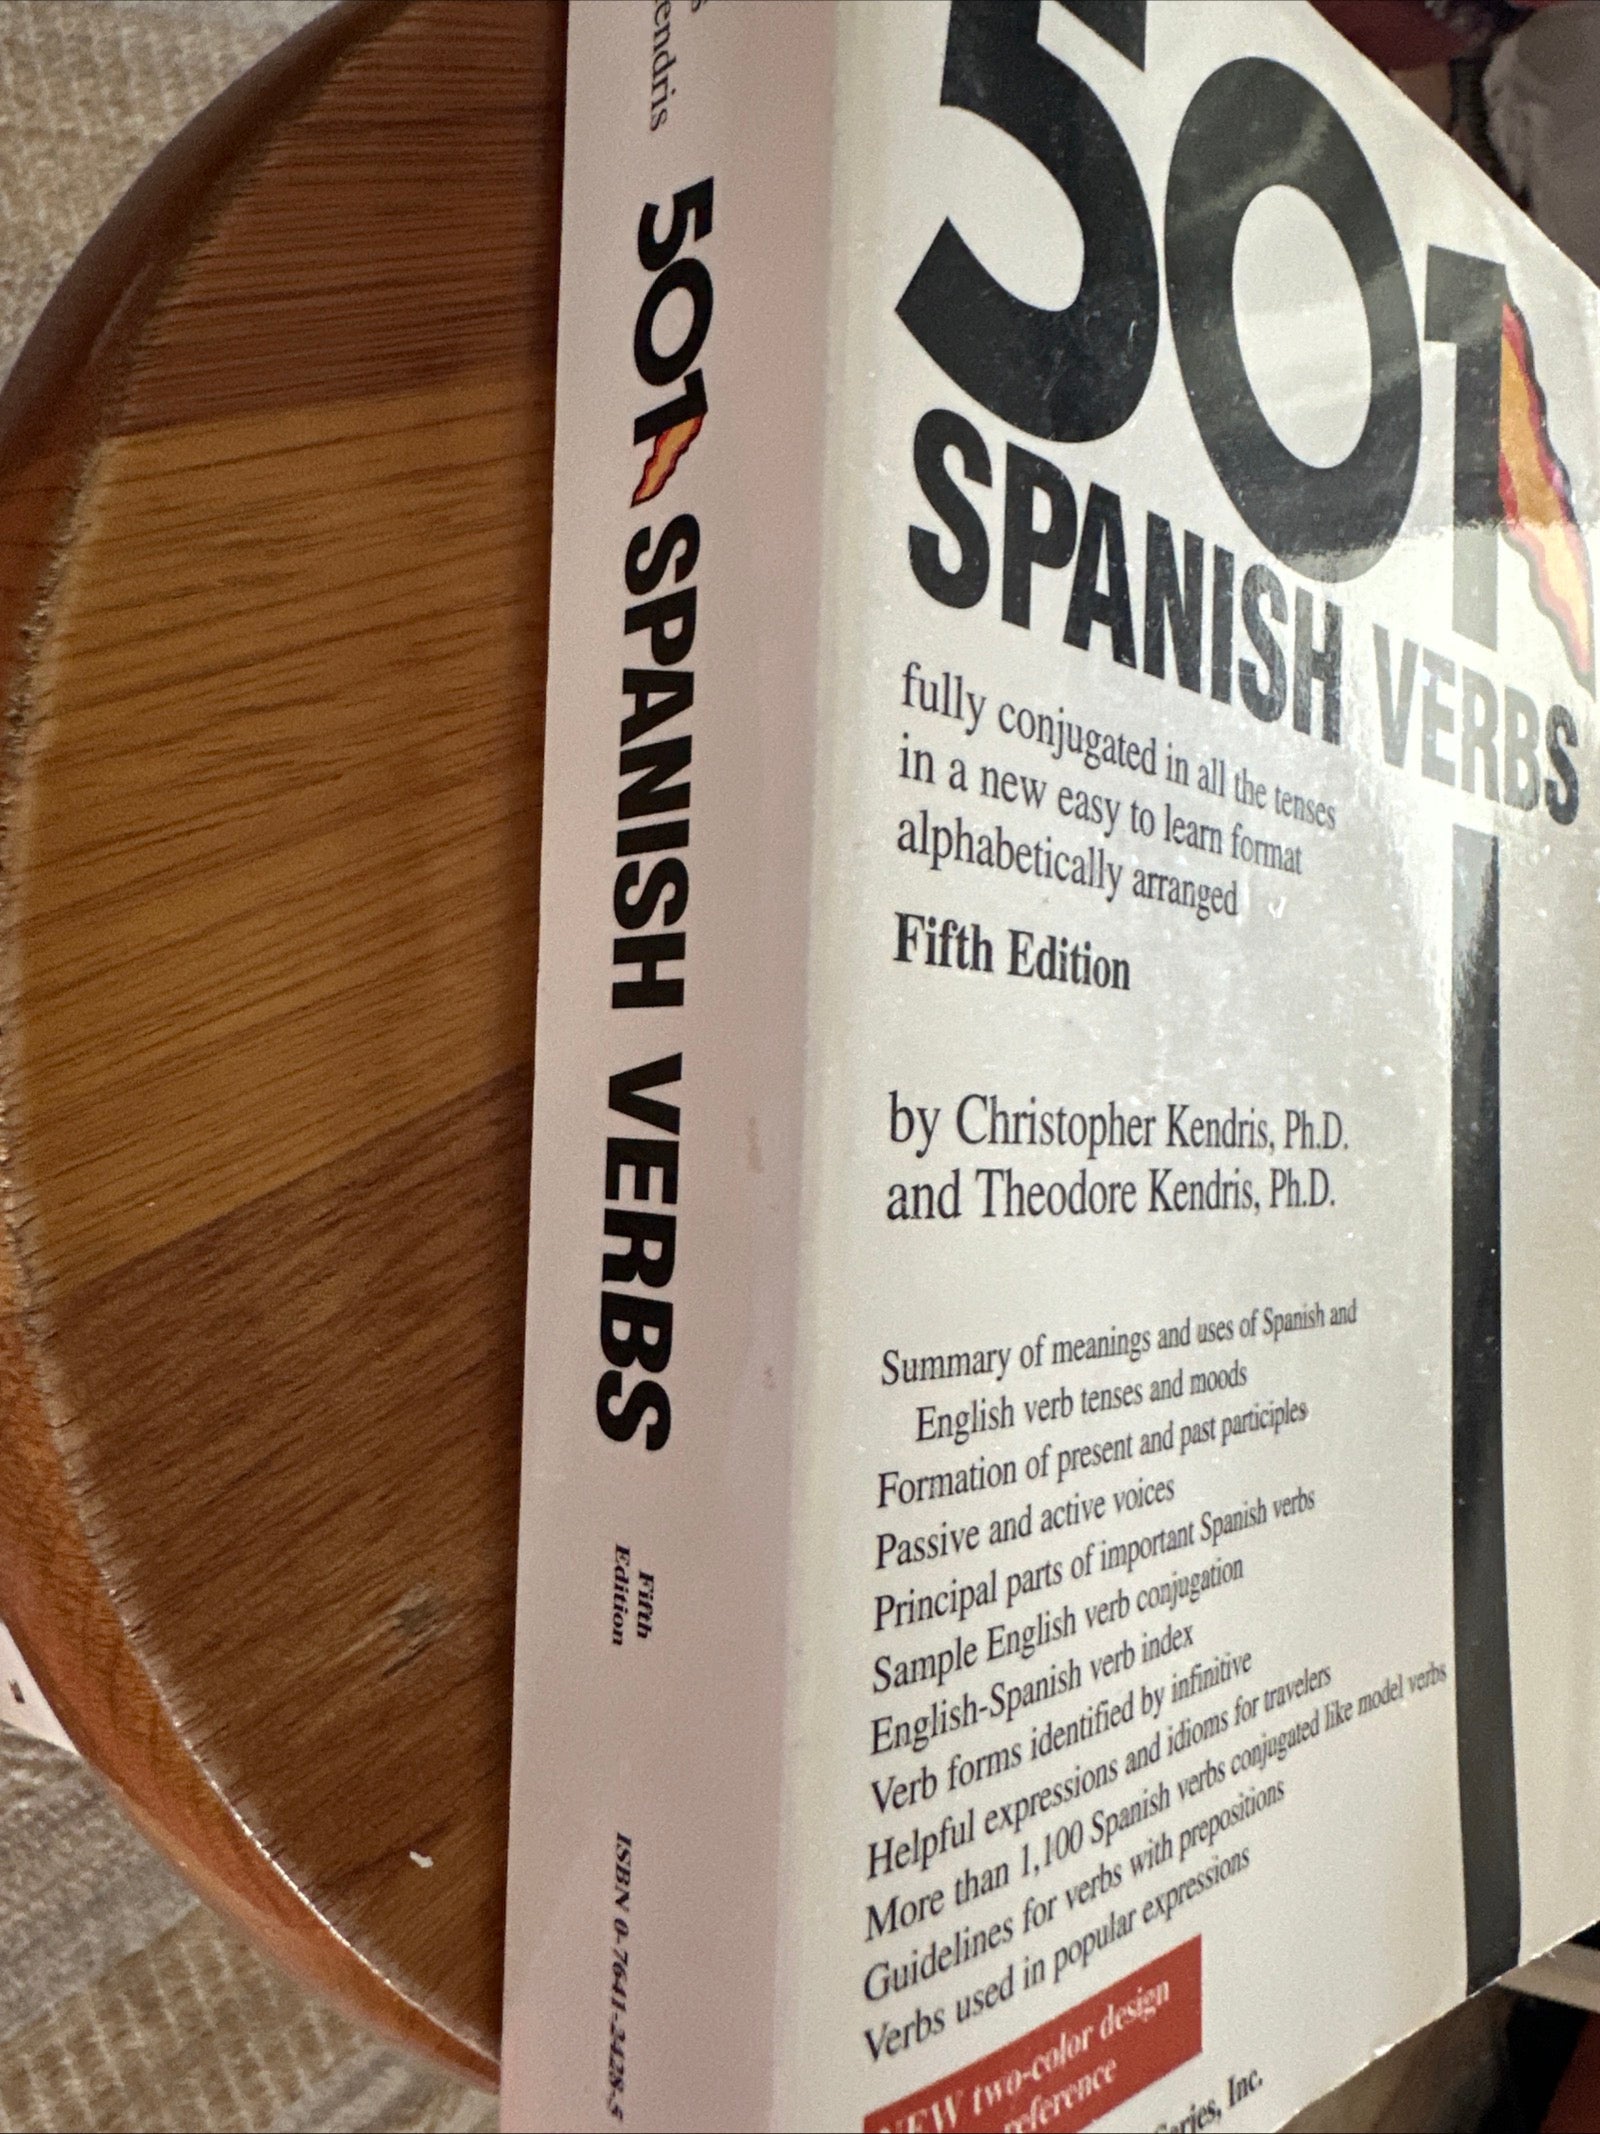 endris
501
SPANISH VERBS
Fifth
Edition
ISBN 0-7641-2428-5
501
SPANISH VERBS
fully conjugated in all the tenses
in a new easy to learn format
alphabetically arranged
Fifth Edition
by Christopher Kendris, Ph.D.
and Theodore Kendris, Ph.D.
Summary of meanings and uses of Spanish and
English verb tenses and moods
Formation of present and past participles
Passive and active voices
Principal parts of important Spanish verbs
Sample English verb conjugation
English-Spanish verb index
Verb forms identified by infinitive
Helpful expressions and idioms for travelers
More than 1,100 Spanish verbs conjugated like model verbs
Guidelines for verbs with prepositions
Verbs used in popular expressions
NEW two-color design
reference
Series, Inc.